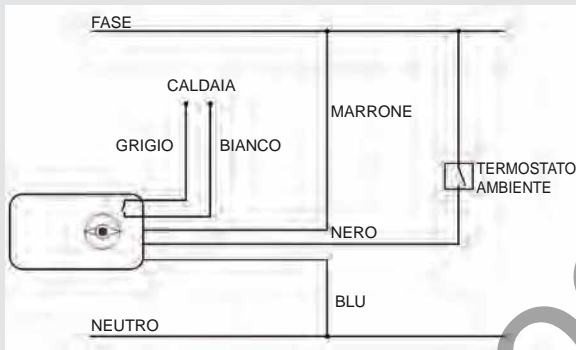 FASE
CALDAIA
GRIGIO
BIANCO
MARRONE
TERMOSTATO
AMBIENTE
NERO
BLU
NEUTRO